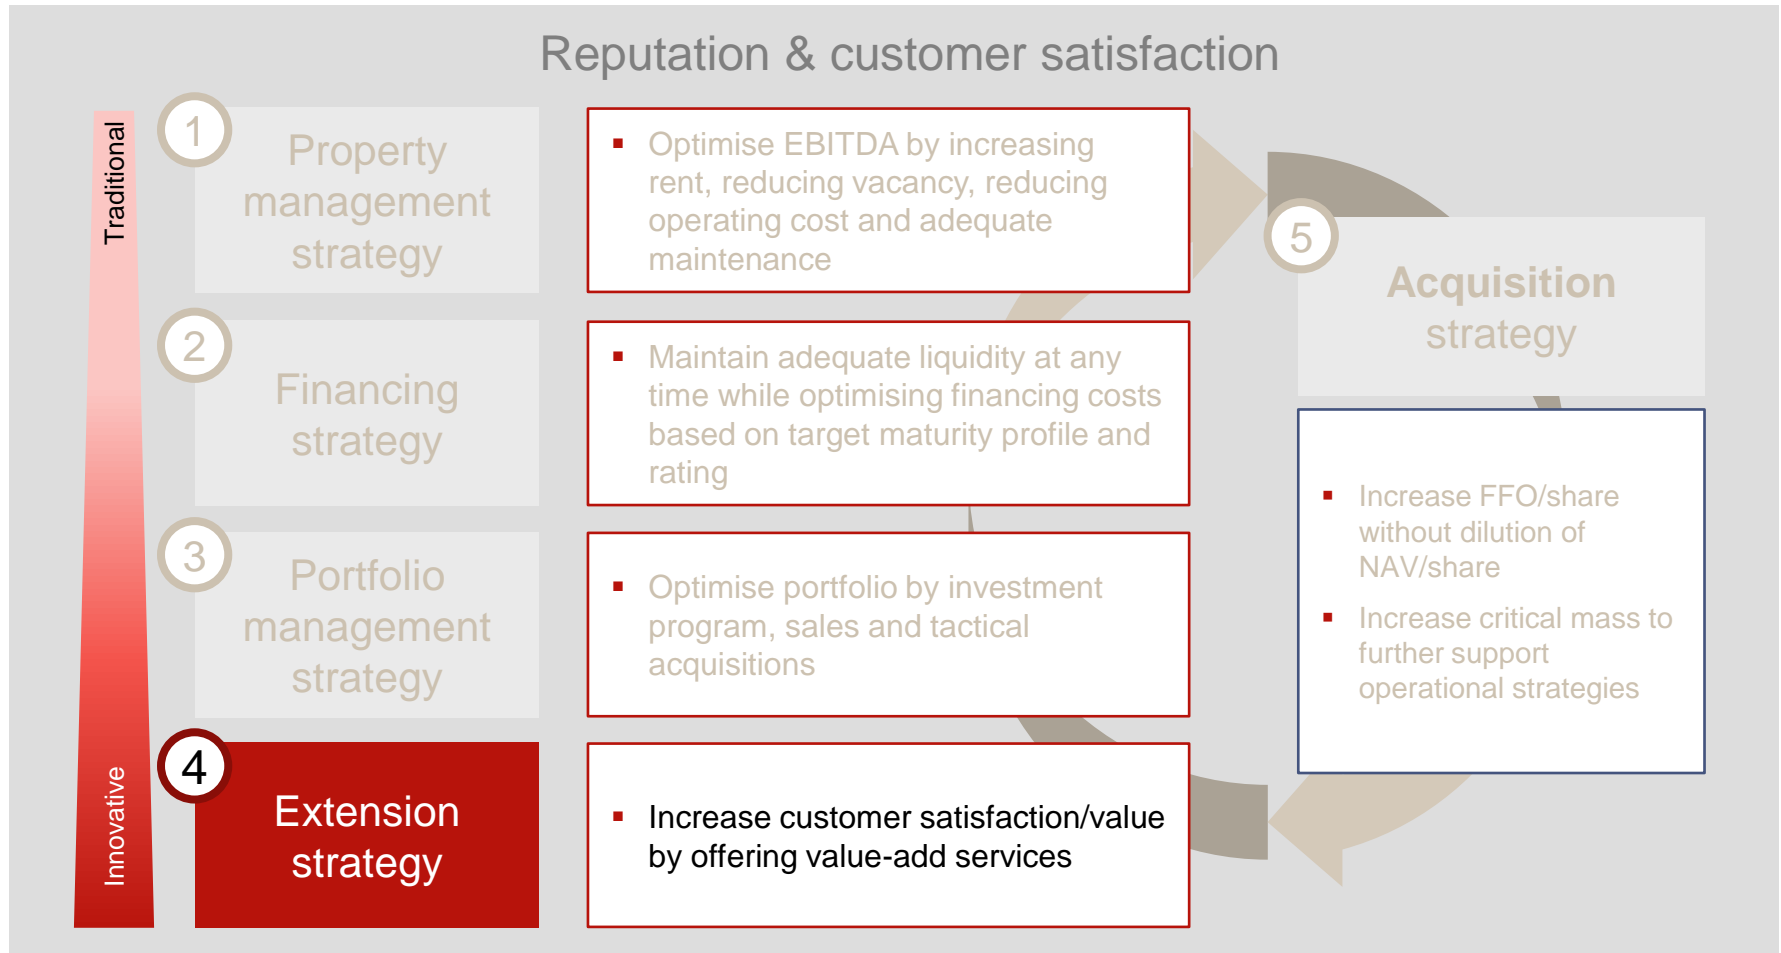 Reputation & customer satisfaction
Traditional
1
Property
management
strategy
▪ Optimise EBITDA by increasing
rent, reducing vacancy, reducing
operating cost and adequate
maintenance
2
Financing
strategy
▪ Maintain adequate liquidity at any
time while optimising financing costs
based on target maturity profile and
rating
3
Portfolio
management
strategy
▪ Optimise portfolio by investment
program, sales and tactical
acquisitions
Innovative
4
Extension
strategy
▪ Increase customer satisfaction/value
by offering value-add services
5
Acquisition
strategy
▪ Increase FFO/share
without dilution of
NAV/share
▪ Increase critical mass to
further support
operational strategies